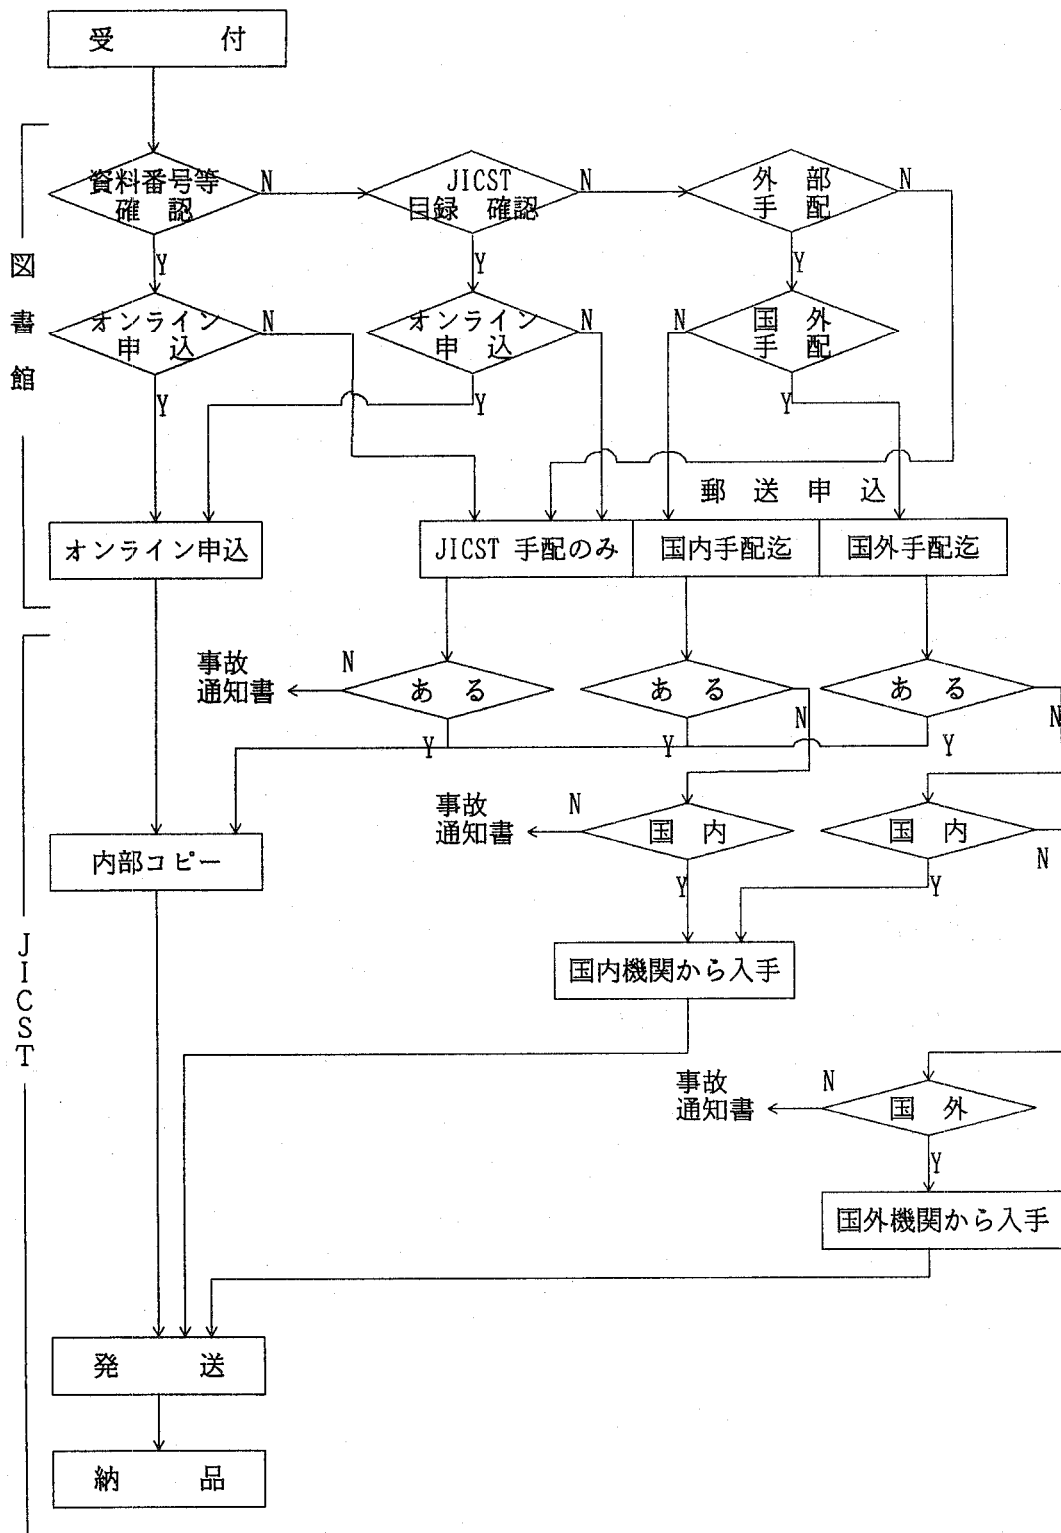 受 付
資料番号等
確 認
N
JICST
目録 確認
N
外 部
手 配
N
Y
Y
Y
図書館
オンライン
申 込
N
オンライン
申 込
N
N
国 外
手 配
Y
Y
Y
郵 送 申 込
オンライン申込
JICST 手配のみ
国内手配迄
国外手配迄
事故
通知書
N
あ る
あ る
N
あ る
N
Y
Y
Y
事故
通知書
N
国 内
国 内
N
内部コピー
Y
Y
JICST
国内機関から入手
事故
通知書
N
国 外
Y
国外機関から入手
発 送
納 品